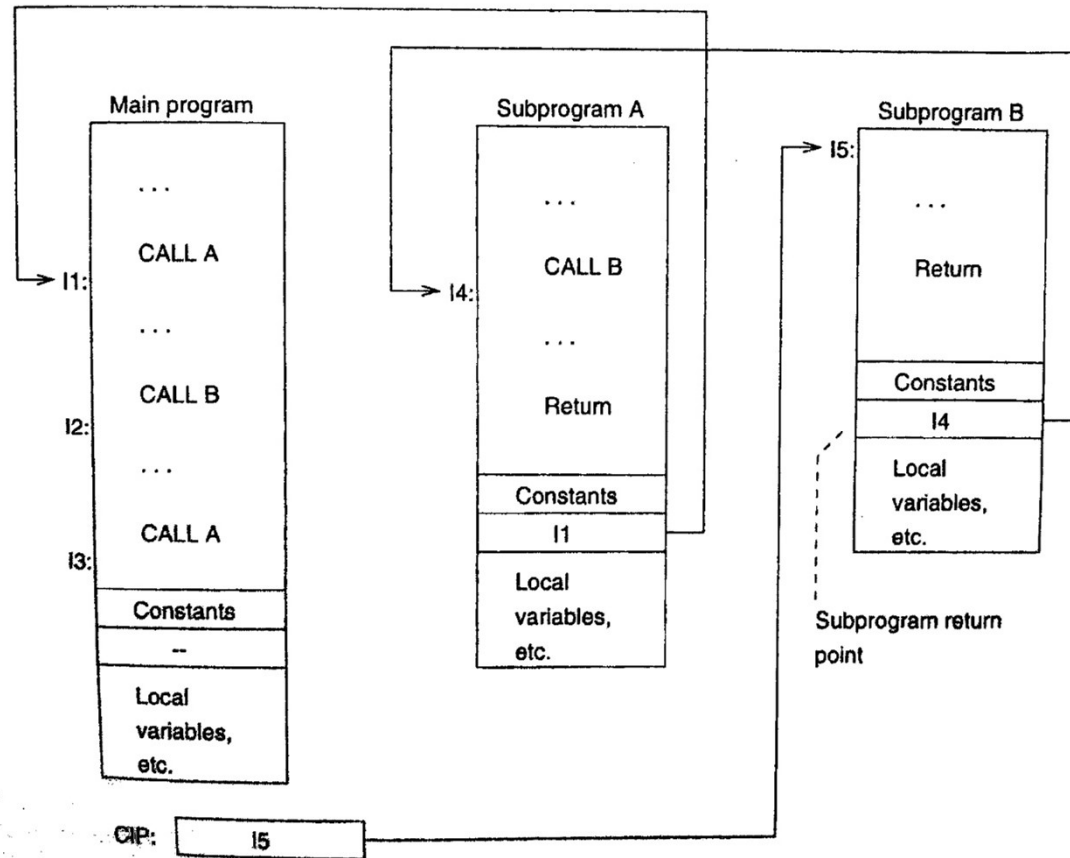 Main program
...
CALL A
I1:
...
CALL B
I2:
...
CALL A
I3:
Constants
--
Local
variables,
etc.
Subprogram A
...
CALL B
I4:
...
Return
Constants
I1
Local
variables,
etc.
Subprogram B
I5:
...
Return
Constants
I4
Local
variables,
etc.
Subprogram return
point
CIP:
I5